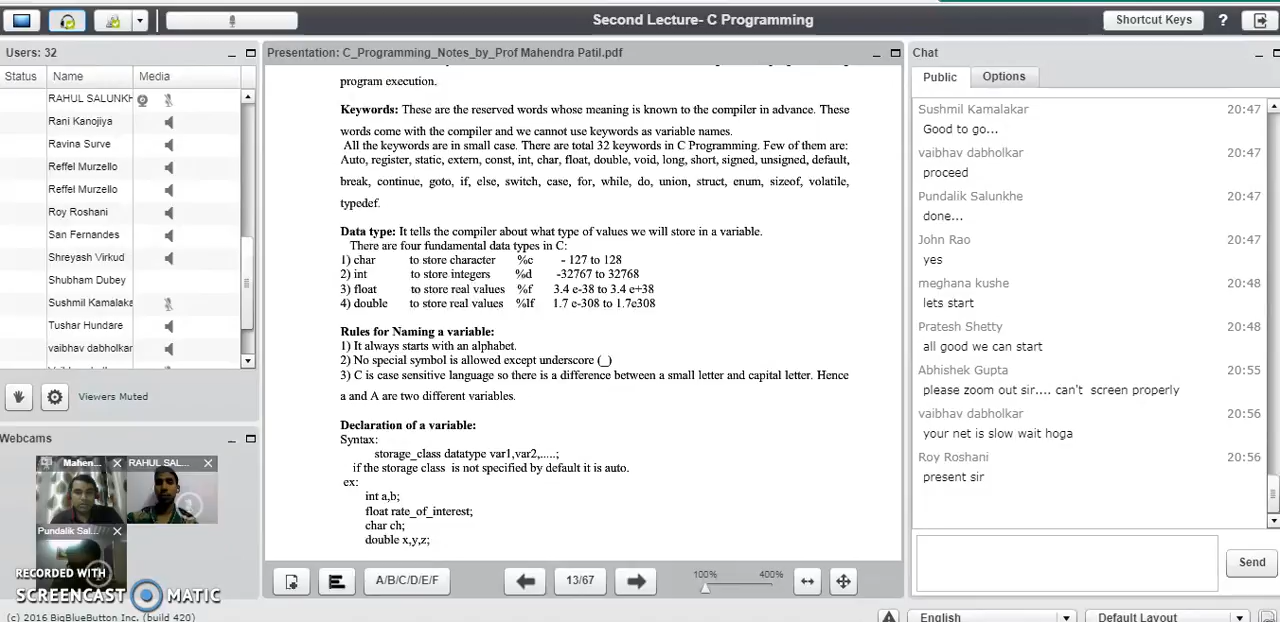 Second Lecture- C Programming
Shortcut Keys
?
Users: 32
Status Name Media
RAHUL SALUNKH
Rani Kanojiya
Ravina Surve
Reffel Murzello
Reffel Murzello
Roy Roshani
San Fernandes
Shreyash Virkud
Shubham Dubey
Sushmil Kamalaka
Tushar Hundare
vaibhav dabholkar
Viewers Muted
Webcams
Mahen... RAHUL SAL...
Pundalik Sal...
RECORDED WITH
SCREENCAST MATIC
(c) 2016 BigBlueButton Inc. (build 420)
Presentation: C_Programming_Notes_by_Prof Mahendra Patil.pdf
program execution.
Keywords: These are the reserved words whose meaning is known to the compiler in advance. These
words come with the compiler and we cannot use keywords as variable names.
All the keywords are in small case. There are total 32 keywords in C Programming. Few of them are:
Auto, register, static, extern, const, int, char, float, double, void, long, short, signed, unsigned, default,
break, continue, goto, if, else, switch, case, for, while, do, union, struct, enum, sizeof, volatile,
typedef.
Data type: It tells the compiler about what type of values we will store in a variable.
There are four fundamental data types in C:
1) char to store character %c - 127 to 128
2) int to store integers %d -32767 to 32768
3) float to store real values %f 3.4 e-38 to 3.4 e+38
4) double to store real values %lf 1.7 e-308 to 1.7e308
Rules for Naming a variable:
1) It always starts with an alphabet.
2) No special symbol is allowed except underscore (_)
3) C is case sensitive language so there is a difference between a small letter and capital letter. Hence
a and A are two different variables.
Declaration of a variable:
Syntax:
storage_class datatype var1,var2,.....;
if the storage class is not specified by default it is auto.
ex:
int a,b;
float rate_of_interest;
char ch;
double x,y,z;
A/B/C/D/E/F
13/67
100% 400%
Chat
Public Options
Sushmil Kamalakar 20:47
Good to go...
vaibhav dabholkar 20:47
proceed
Pundalik Salunkhe 20:47
done...
John Rao 20:47
yes
meghana kushe 20:48
lets start
Pratesh Shetty 20:48
all good we can start
Abhishek Gupta 20:55
please zoom out sir.... can't screen properly
vaibhav dabholkar 20:56
your net is slow wait hoga
Roy Roshani 20:56
present sir
Send
English
Default Layout